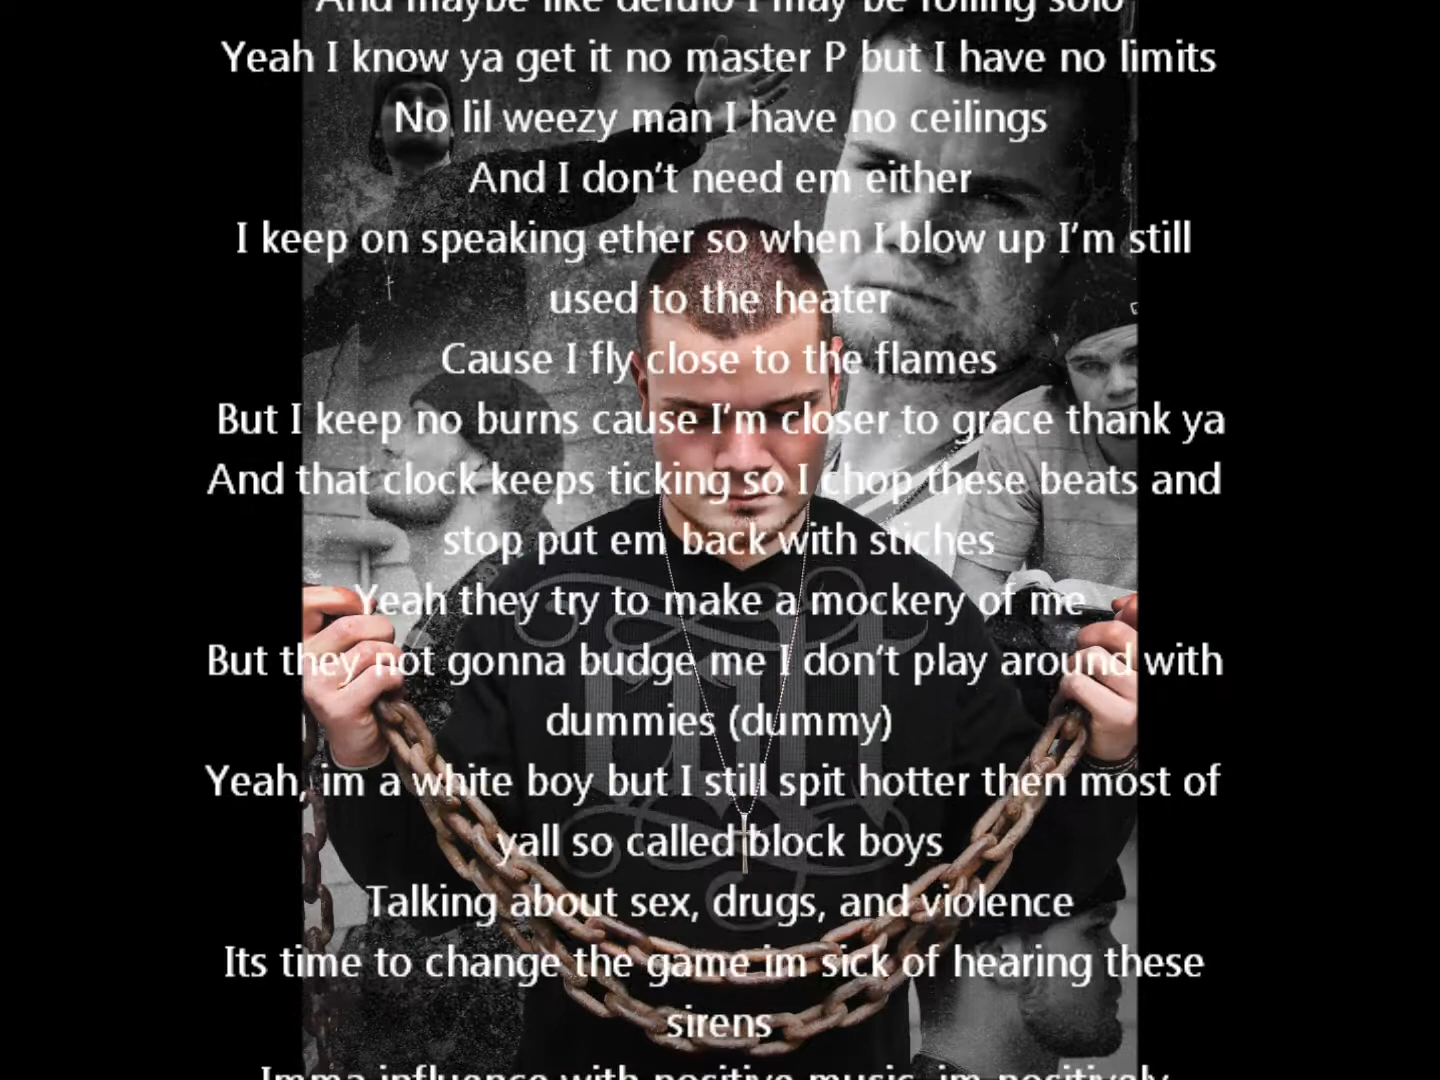 And maybe like defulo I may be rolling solo
Yeah I know ya get it no master P but I have no limits
No lil weezy man I have no ceilings
And I don't need em either
I keep on speaking ether so when I blow up I'm still
used to the heater
Cause I fly close to the flames
But I keep no burns cause I'm closer to grace thank ya
And that clock keeps ticking so I chop these beats and
stop put em back with stiches
Yeah they try to make a mockery of me
But they not gonna budge me I don't play around with
dummies (dummy)
Yeah, im a white boy but I still spit hotter then most of
yall so called block boys
Talking about sex, drugs, and violence
Its time to change the game im sick of hearing these
sirens
Imma influence with positive music, im positively